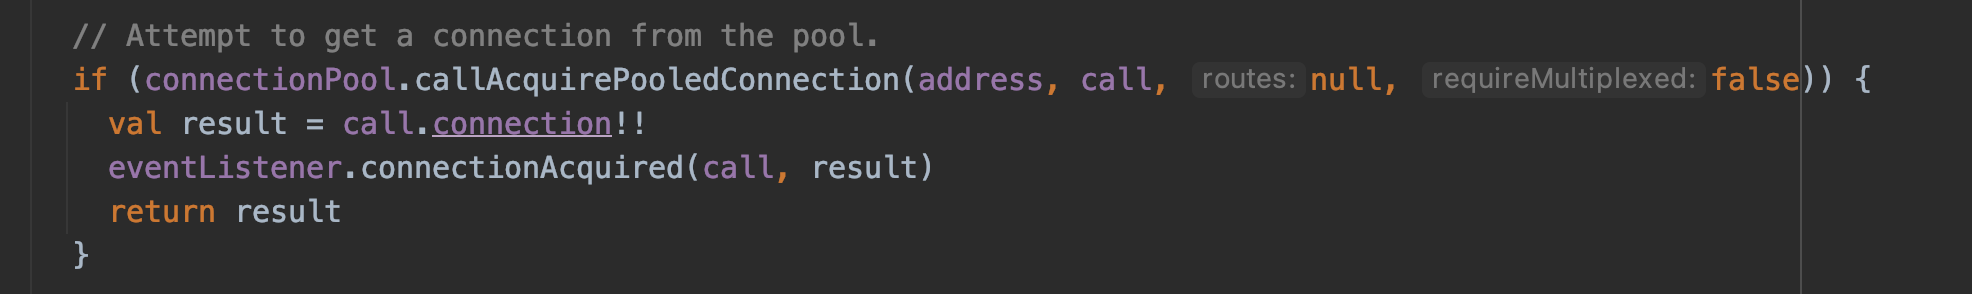 // Attempt to get a connection from the pool.
if (connectionPool.callAcquirePooledConnection(address, call, routes: null, requireMultiplexed: false)) {
val result = call.connection!!
eventListener.connectionAcquired(call, result)
return result
}